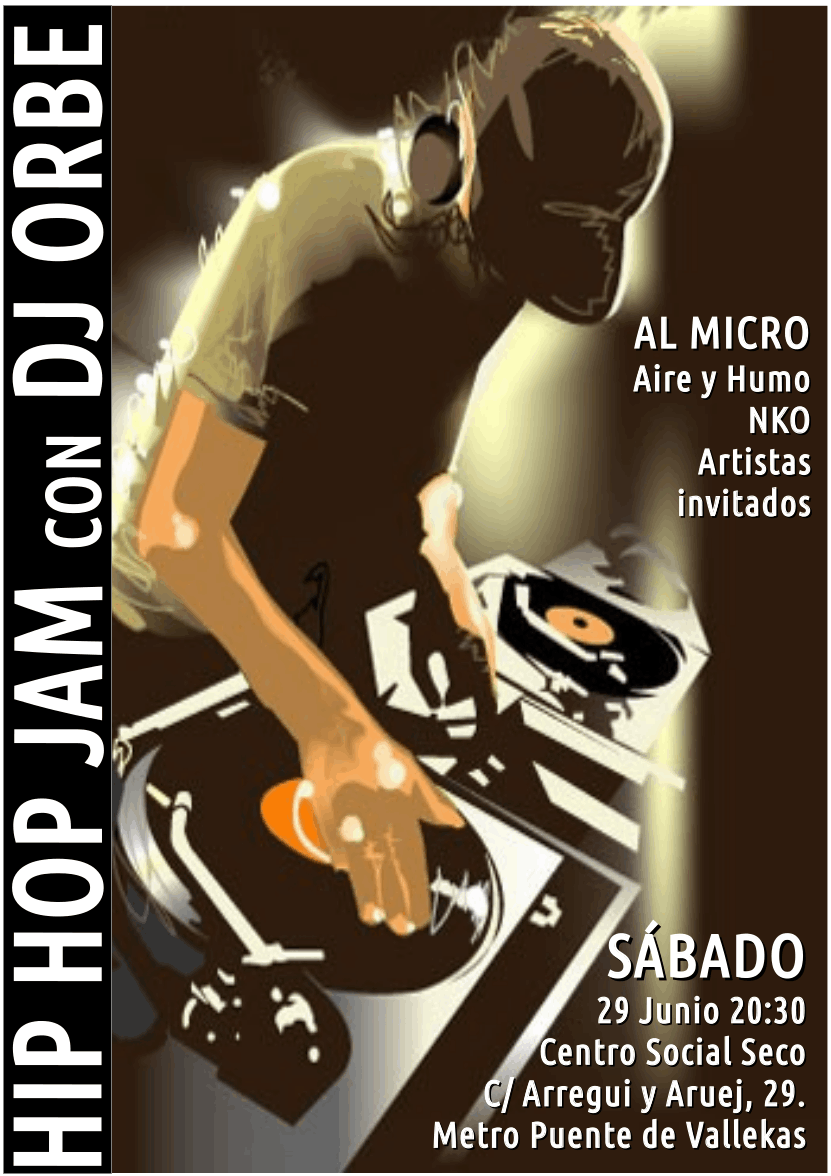 HIP HOP JAM CON DJ ORBE
AL MICRO
Aire y Humo
NKO
Artistas
invitados
SÁBADO
29 Junio 20:30
Centro Social Seco
C/ Arregui y Aruej, 29.
Metro Puente de Vallekas